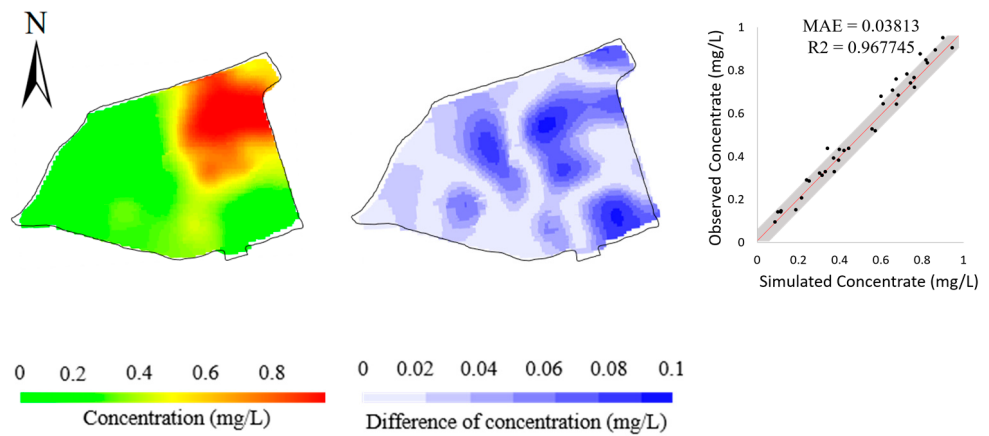 N
0 0.2 0.4 0.6 0.8
Concentration (mg/L)
0 0.02 0.04 0.06 0.08 0.1
Difference of concentration (mg/L)
MAE = 0.03813
R2 = 0.967745
Observed Concentrate (mg/L)
1
0.8
0.6
0.4
0.2
0
0 0.2 0.4 0.6 0.8 1
Simulated Concentrate (mg/L)